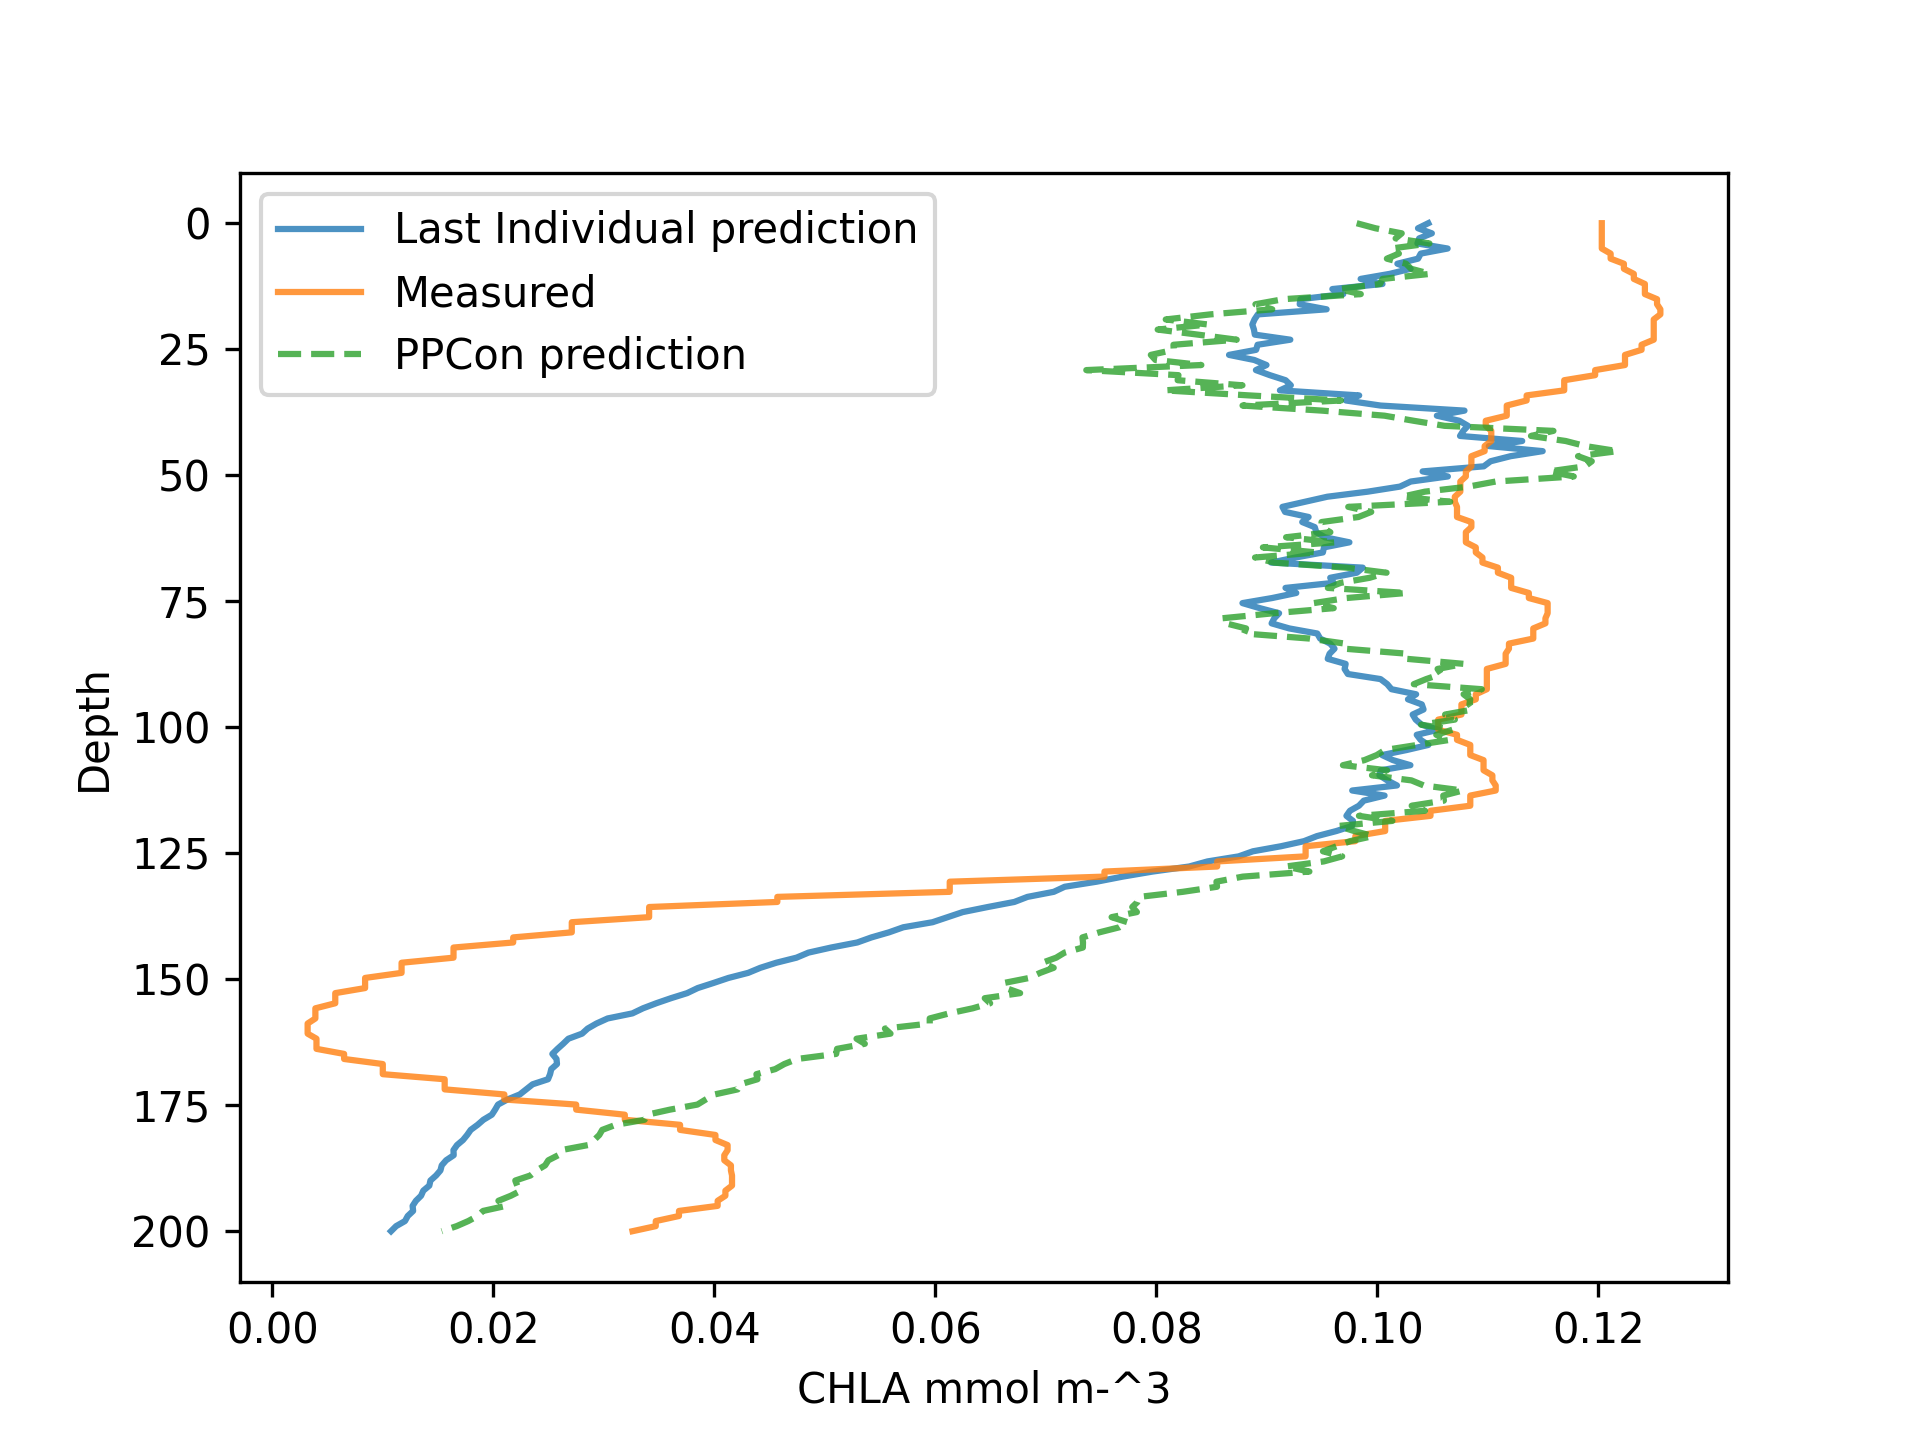 Last Individual prediction
Measured
PPCon prediction
0
25
50
75
100
125
150
175
200
Depth
0.00 0.02 0.04 0.06 0.08 0.10 0.12
CHLA mmol m-^3